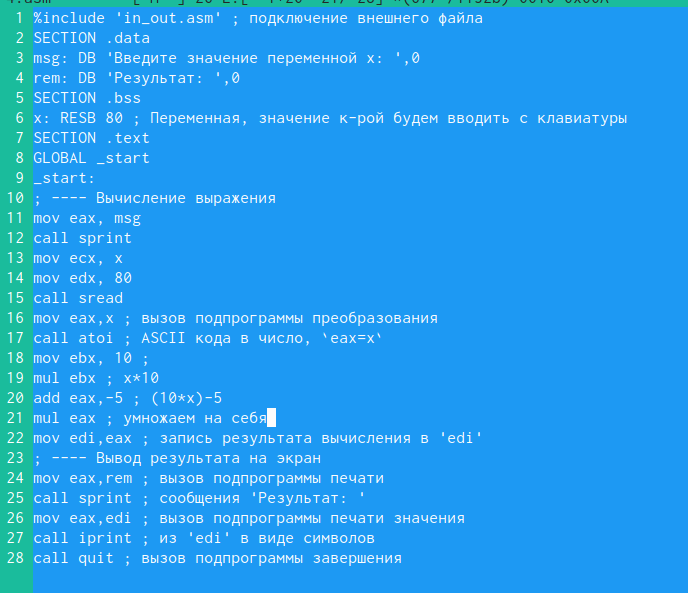 1 %include 'in_out.asm' ; подключение внешнего файла
2 SECTION .data
3 msg: DB 'Введите значение переменной x: ',0
4 rem: DB 'Результат: ',0
5 SECTION .bss
6 x: RESB 80 ; Переменная, значение к-рой будем вводить с клавиатуры
7 SECTION .text
8 GLOBAL _start
9 _start:
10 ; ---- Вычисление выражения
11 mov eax, msg
12 call sprint
13 mov ecx, x
14 mov edx, 80
15 call sread
16 mov eax,x ; вызов подпрограммы преобразования
17 call atoi ; ASCII кода в число, `eax=x`
18 mov ebx, 10 ;
19 mul ebx ; x*10
20 add eax,-5 ; (10*x)-5
21 mul eax ; умножаем на себя
22 mov edi,eax ; запись результата вычисления в 'edi'
23 ; ---- Вывод результата на экран
24 mov eax,rem ; вызов подпрограммы печати
25 call sprint ; сообщения 'Результат: '
26 mov eax,edi ; вызов подпрограммы печати значения
27 call iprint ; из 'edi' в виде символов
28 call quit ; вызов подпрограммы завершения